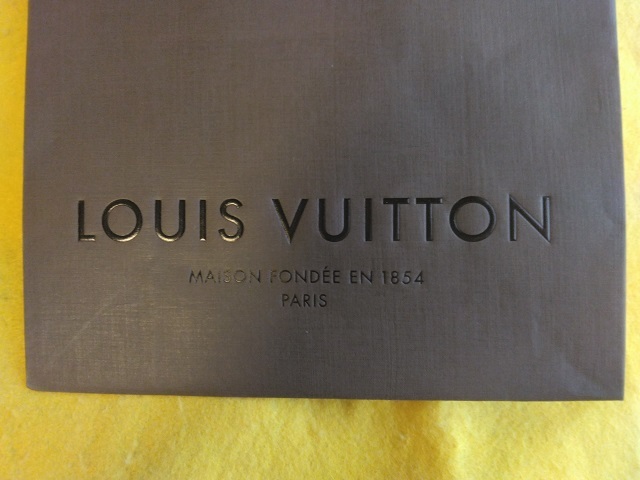 LOUIS VUITTON
MAISON FONDÉE EN 1854
PARIS